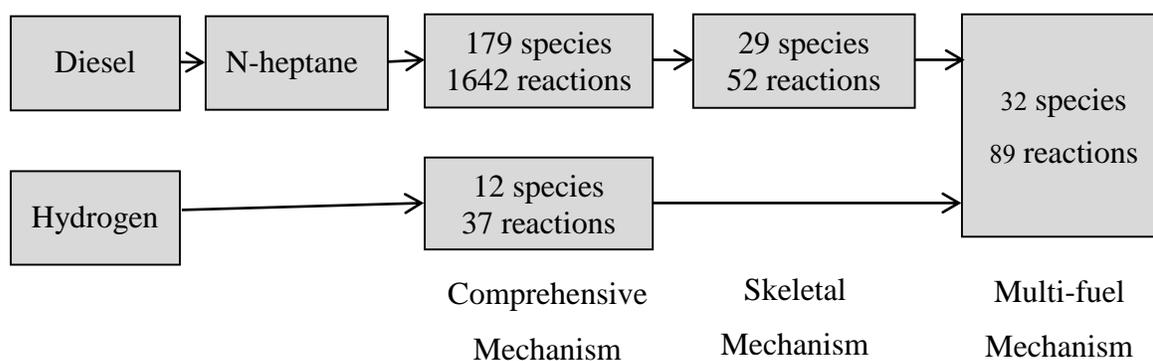 Diesel
N-heptane
179 species
1642 reactions
29 species
52 reactions
32 species
89 reactions
Hydrogen
12 species
37 reactions
Comprehensive
Mechanism
Skeletal
Mechanism
Multi-fuel
Mechanism